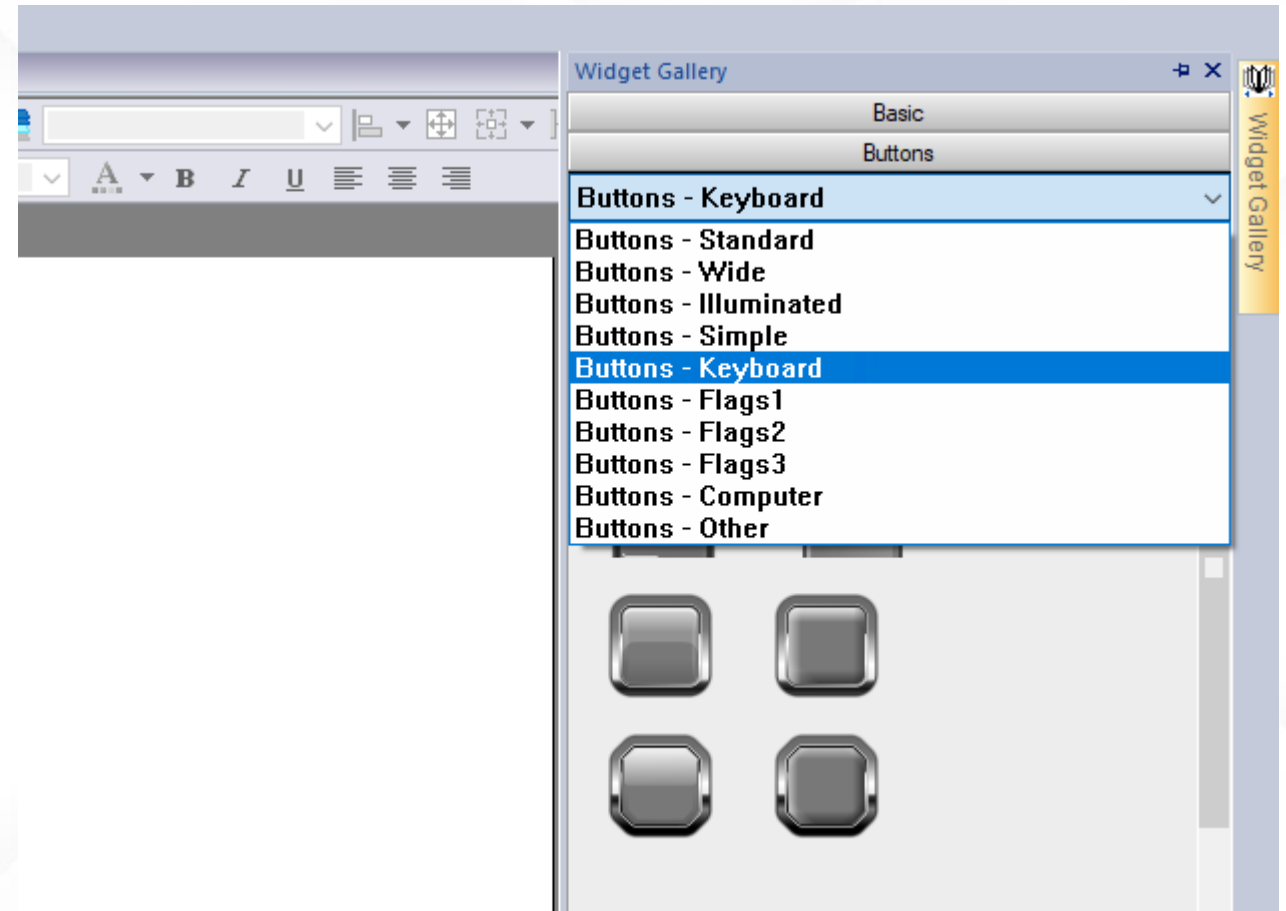 Widget Gallery
Basic
Buttons
Buttons - Keyboard
Buttons - Standard
Buttons - Wide
Buttons - Illuminated
Buttons - Simple
Buttons - Keyboard
Buttons - Flags1
Buttons - Flags2
Buttons - Flags3
Buttons - Computer
Buttons - Other
Widget Gallery
A B I U